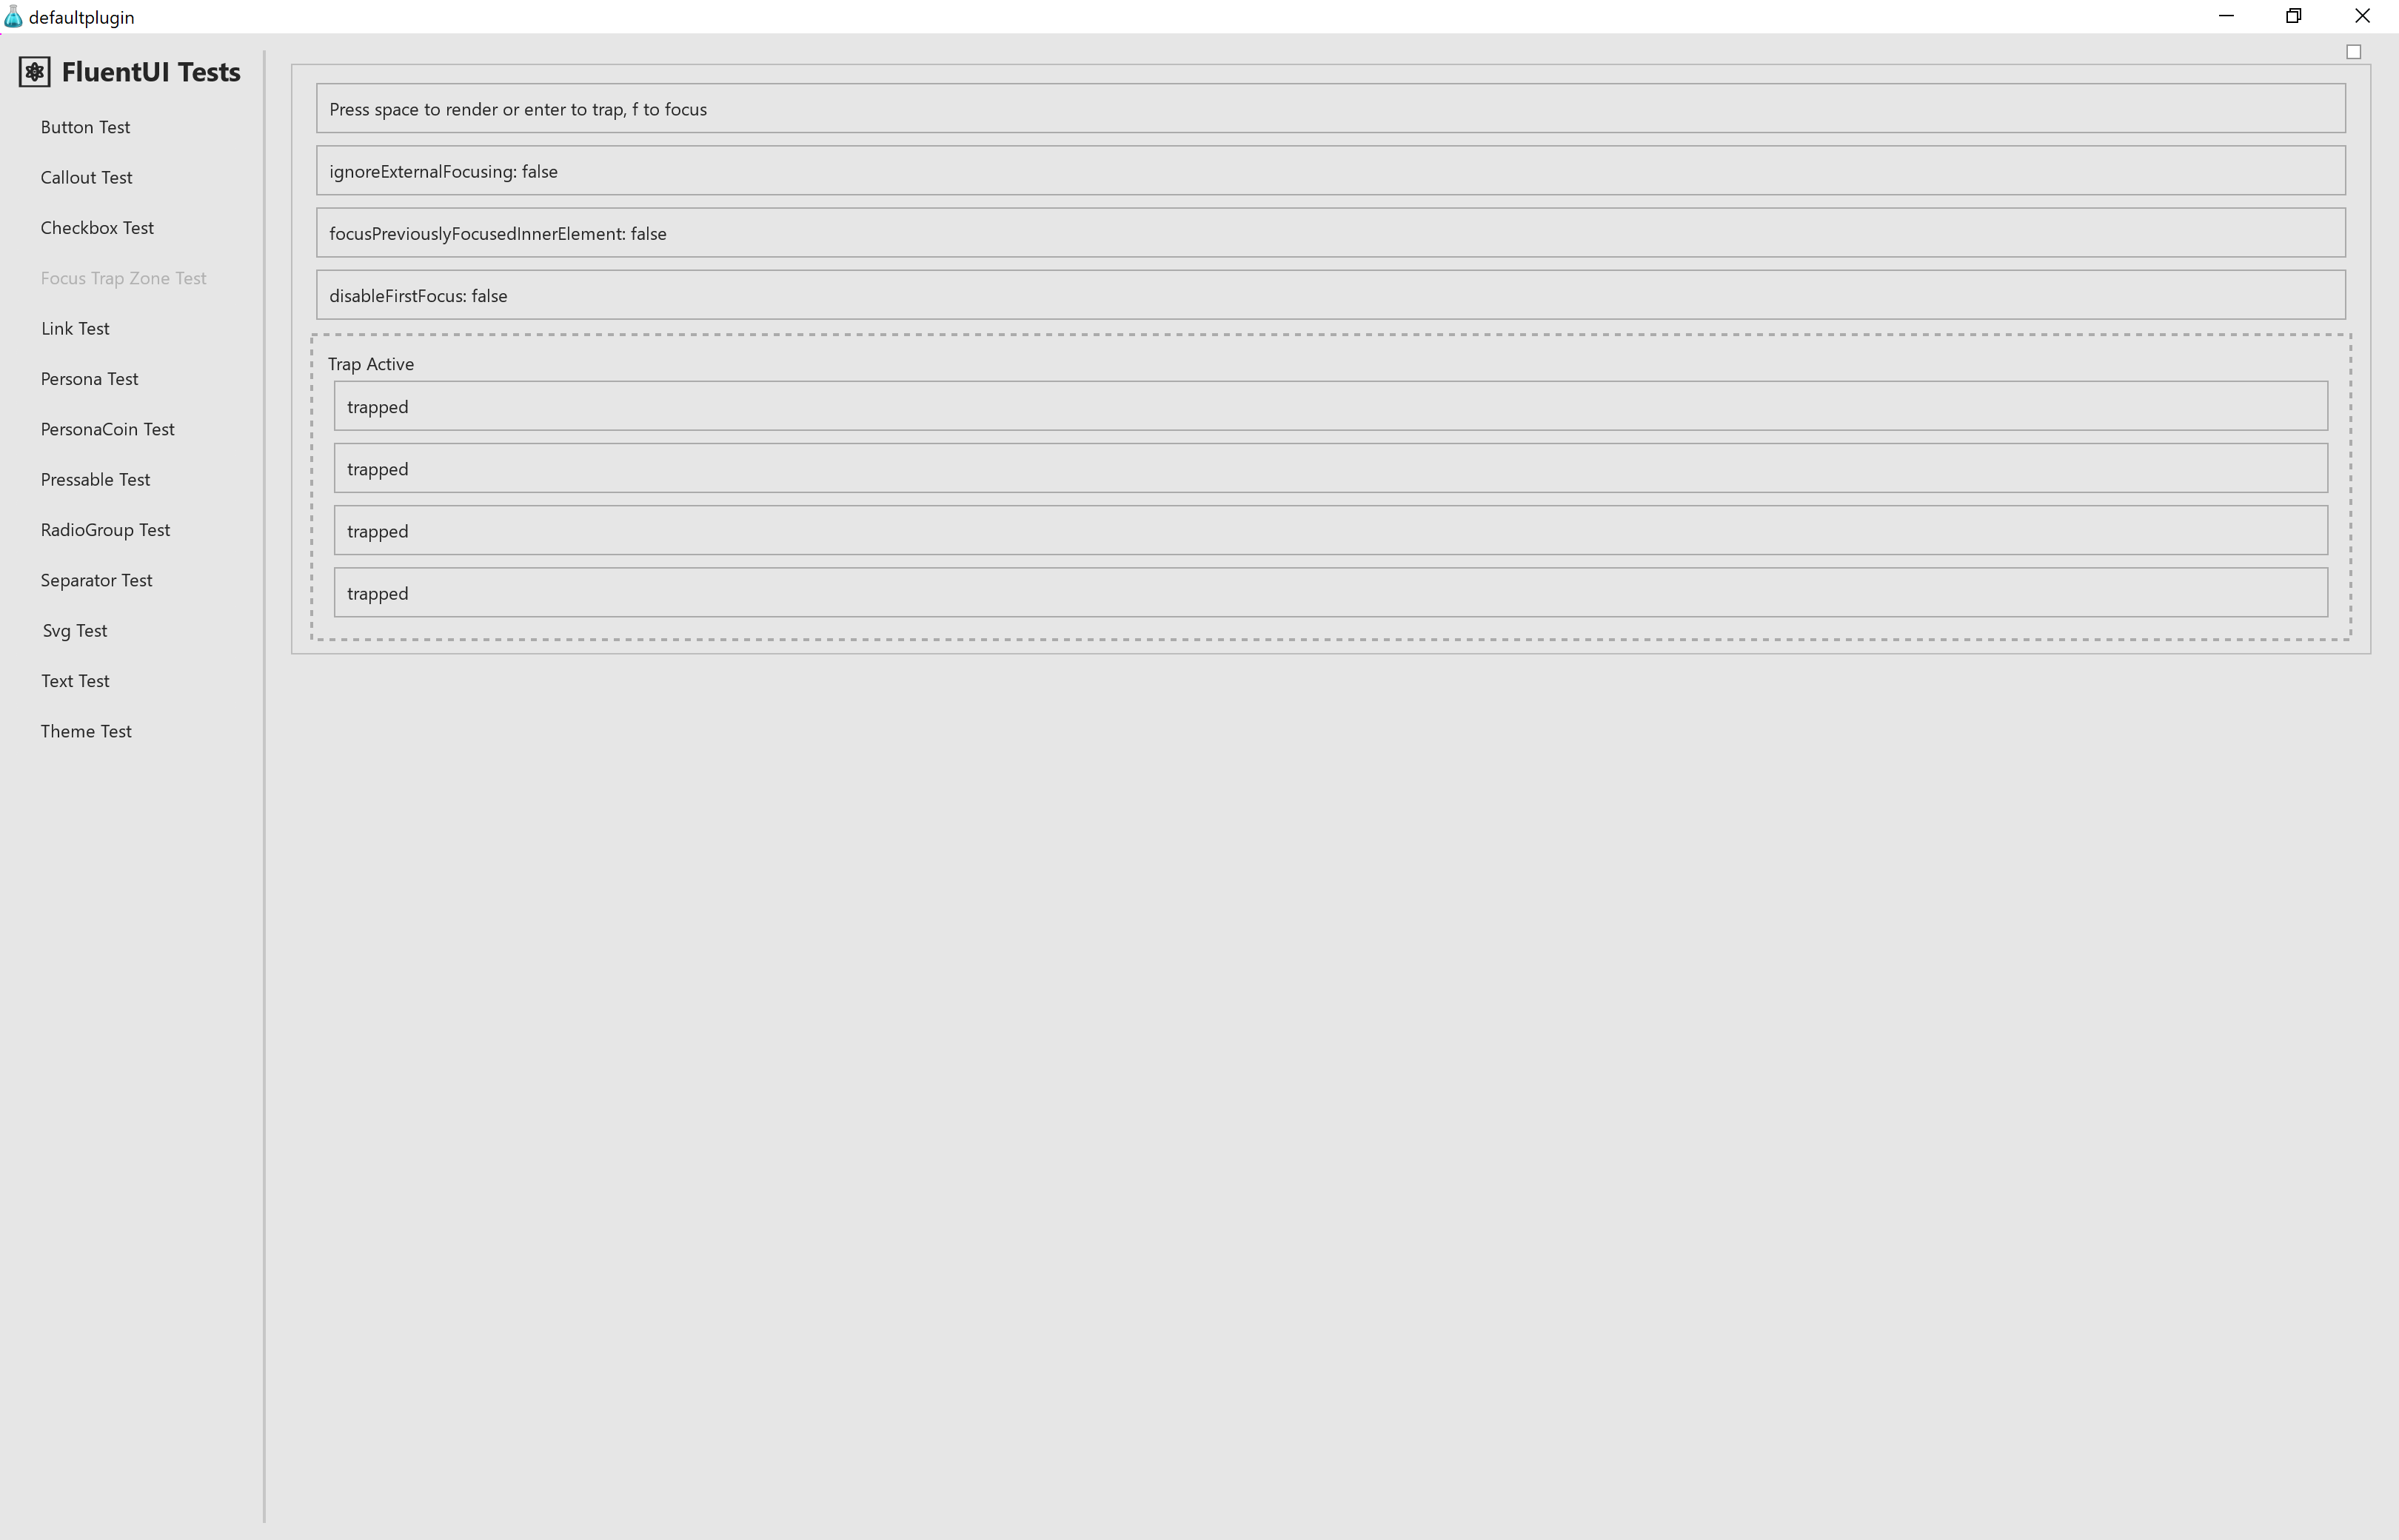 defaultplugin
FluentUI Tests
Button Test
Callout Test
Checkbox Test
Focus Trap Zone Test
Link Test
Persona Test
PersonaCoin Test
Pressable Test
RadioGroup Test
Separator Test
Svg Test
Text Test
Theme Test
Press space to render or enter to trap, f to focus
ignoreExternalFocusing: false
focusPreviouslyFocusedInnerElement: false
disableFirstFocus: false
Trap Active
trapped
trapped
trapped
trapped